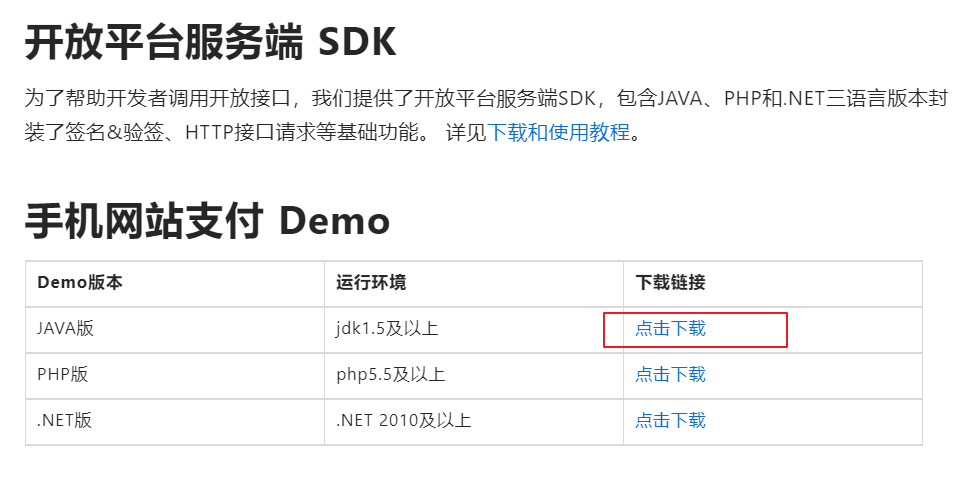 开放平台服务端 SDK
为了帮助开发者调用开放接口，我们提供了开放平台服务端SDK，包含JAVA、PHP和.NET三语言版本封
装了签名&验签、HTTP接口请求等基础功能。 详见下载和使用教程。
手机网站支付 Demo
Demo版本 运行环境 下载链接
JAVA版 jdk1.5及以上 点击下载
PHP版 php5.5及以上 点击下载
.NET版 .NET 2010及以上 点击下载